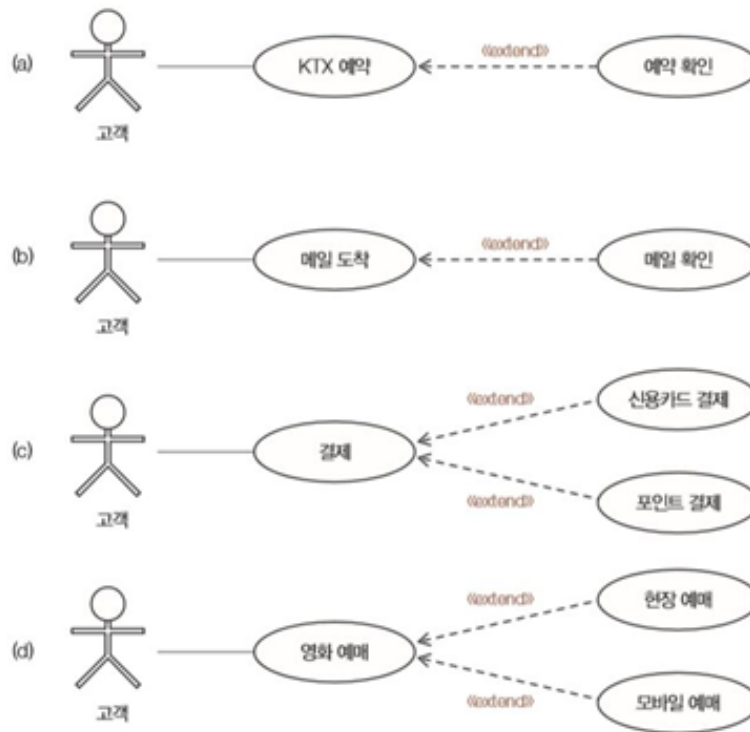 (a) 고객 KTX 예약 «extend» 예약 확인
(b) 고객 메일 도착 «extend» 메일 확인
(c) 고객 결제 «extend» 신용카드 결제
«extend» 포인트 결제
(d) 고객 영화 예매 «extend» 현장 예매
«extend» 모바일 예매